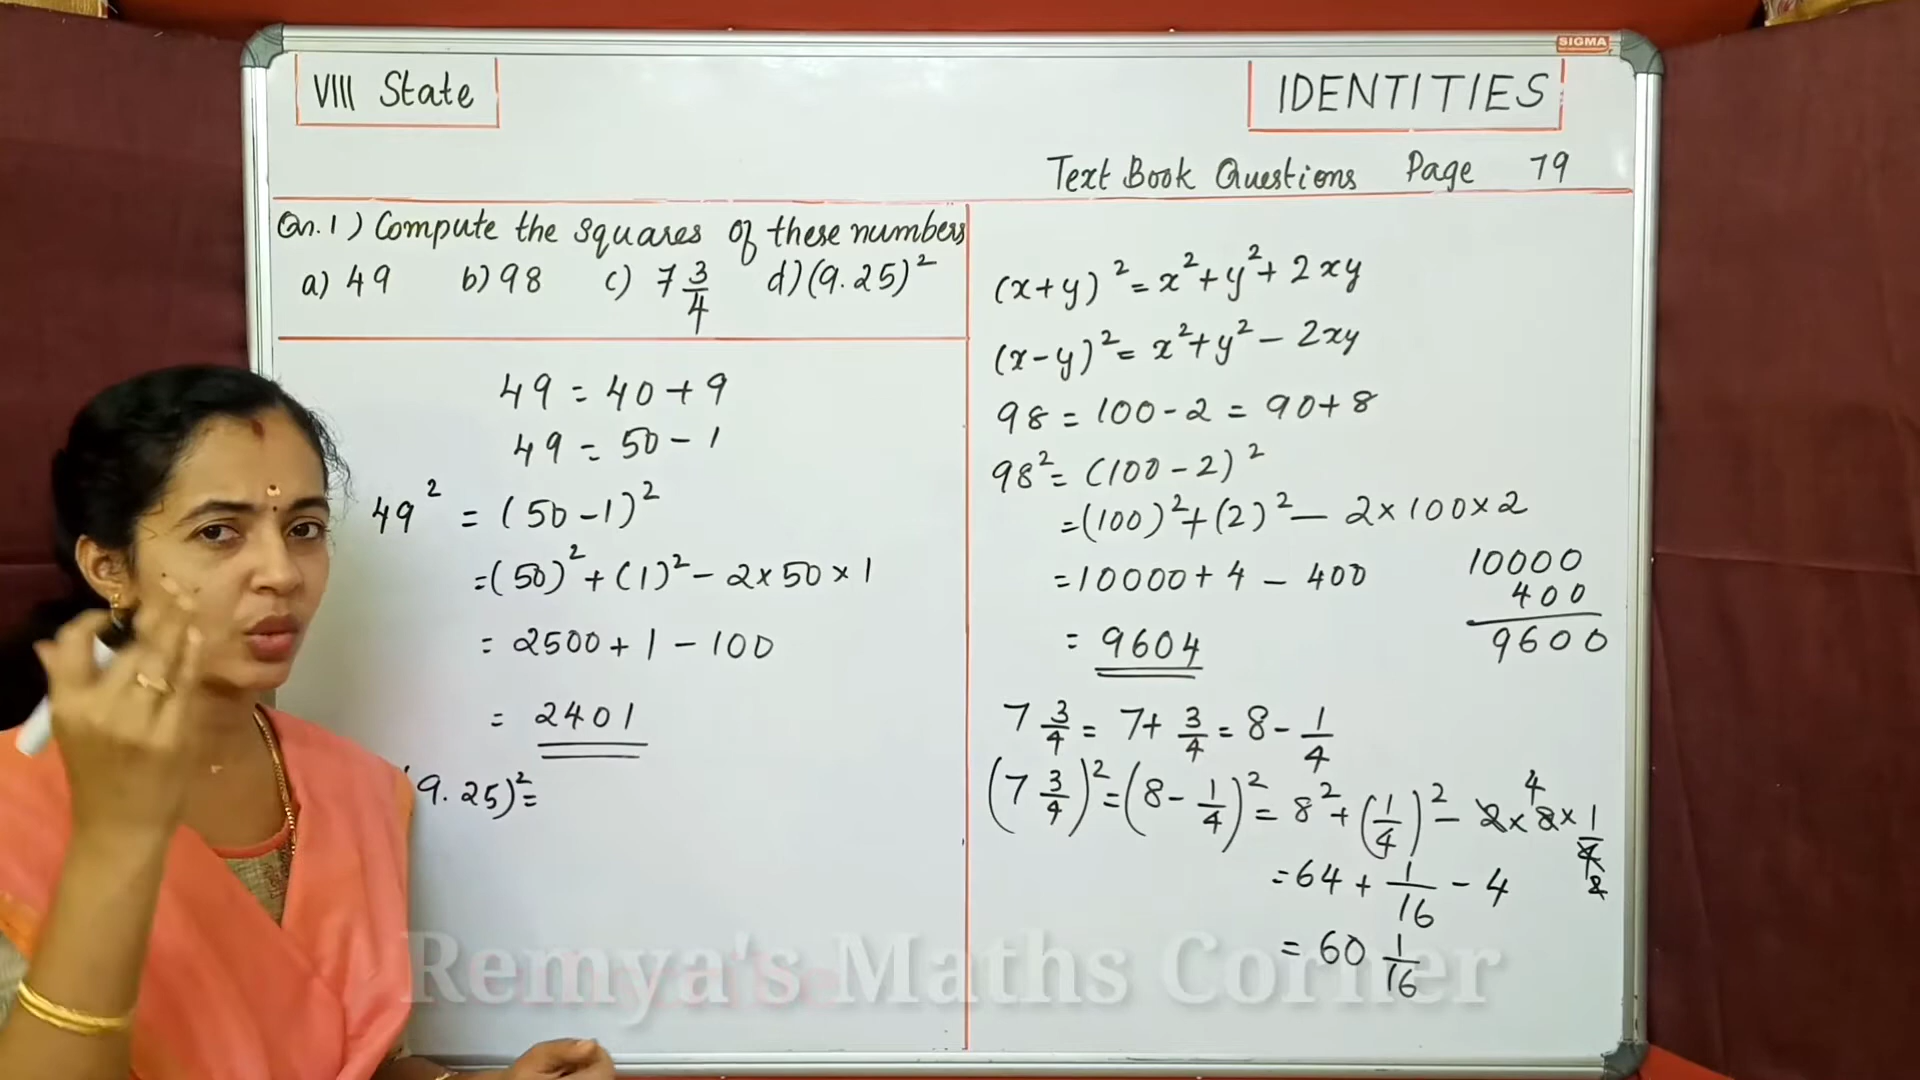 SIGMA
VIII State
IDENTITIES
Text Book Questions Page 79
Qn. 1) Compute the squares of these numbers
a) 49 b) 98 c) 7 3/4 d) (9.25)²
49 = 40 + 9
49 = 50 - 1
49² = (50 - 1)²
= (50)² + (1)² - 2 × 50 × 1
= 2500 + 1 - 100
= 2401
9.25)² =
(x+y)² = x² + y² + 2xy
(x-y)² = x² + y² - 2xy
98 = 100 - 2 = 90 + 8
98² = (100 - 2)²
= (100)² + (2)² - 2 × 100 × 2
= 10000 + 4 - 400
= 9604
10000
400
9600
7 3/4 = 7 + 3/4 = 8 - 1/4
(7 3/4)² = (8 - 1/4)² = 8² + (1/4)² - 2 × 8 × 1/4
4
2
= 64 + 1/16 - 4
= 60 1/16
Remya's Maths Corner